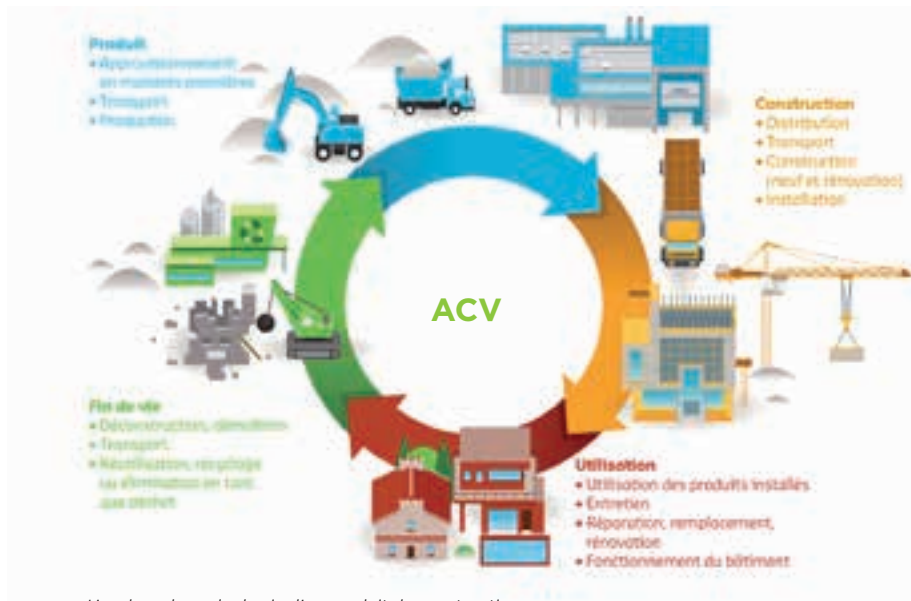 Produit
• Approvisionnement
en matières premières
• Transport
• Production
Construction
• Distribution
• Transport
• Construction
(neuf et rénovation)
• Installation
ACV
Fin de vie
• Déconstruction, démolition
• Transport
• Réutilisation, recyclage
ou élimination en tant
que déchet
Utilisation
• Utilisation des produits installés
• Entretien
• Réparation, remplacement,
rénovation
• Fonctionnement du bâtiment